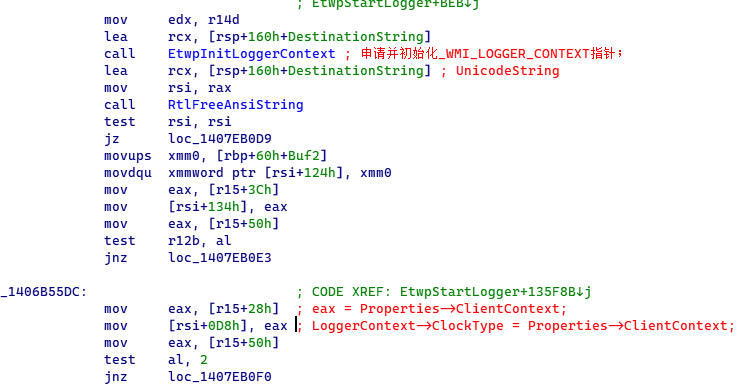 ; EtwpStartLogger+BEB↓j
mov edx, r14d
lea rcx, [rsp+160h+DestinationString]
call EtwpInitLoggerContext ; 申请并初始化_WMI_LOGGER_CONTEXT指针;
lea rcx, [rsp+160h+DestinationString] ; UnicodeString
mov rsi, rax
call RtlFreeAnsiString
test rsi, rsi
jz loc_1407EB0D9
movups xmm0, [rbp+60h+Buf2]
movdqu xmmword ptr [rsi+124h], xmm0
mov eax, [r15+3Ch]
mov [rsi+134h], eax
mov eax, [r15+50h]
test r12b, al
jnz loc_1407EB0E3
_1406B55DC: ; CODE XREF: EtwpStartLogger+135F8B↓j
mov eax, [r15+28h] ; eax = Properties->ClientContext;
mov [rsi+0D8h], eax ; LoggerContext->ClockType = Properties->ClientContext;
mov eax, [r15+50h]
test al, 2
jnz loc_1407EB0F0